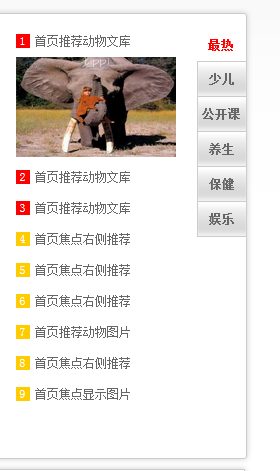 1 首页推荐动物文库
2 首页推荐动物文库
3 首页推荐动物文库
4 首页焦点右侧推荐
5 首页焦点右侧推荐
6 首页焦点右侧推荐
7 首页推荐动物图片
8 首页焦点右侧推荐
9 首页焦点显示图片
最热
少儿
公开课
养生
保健
娱乐